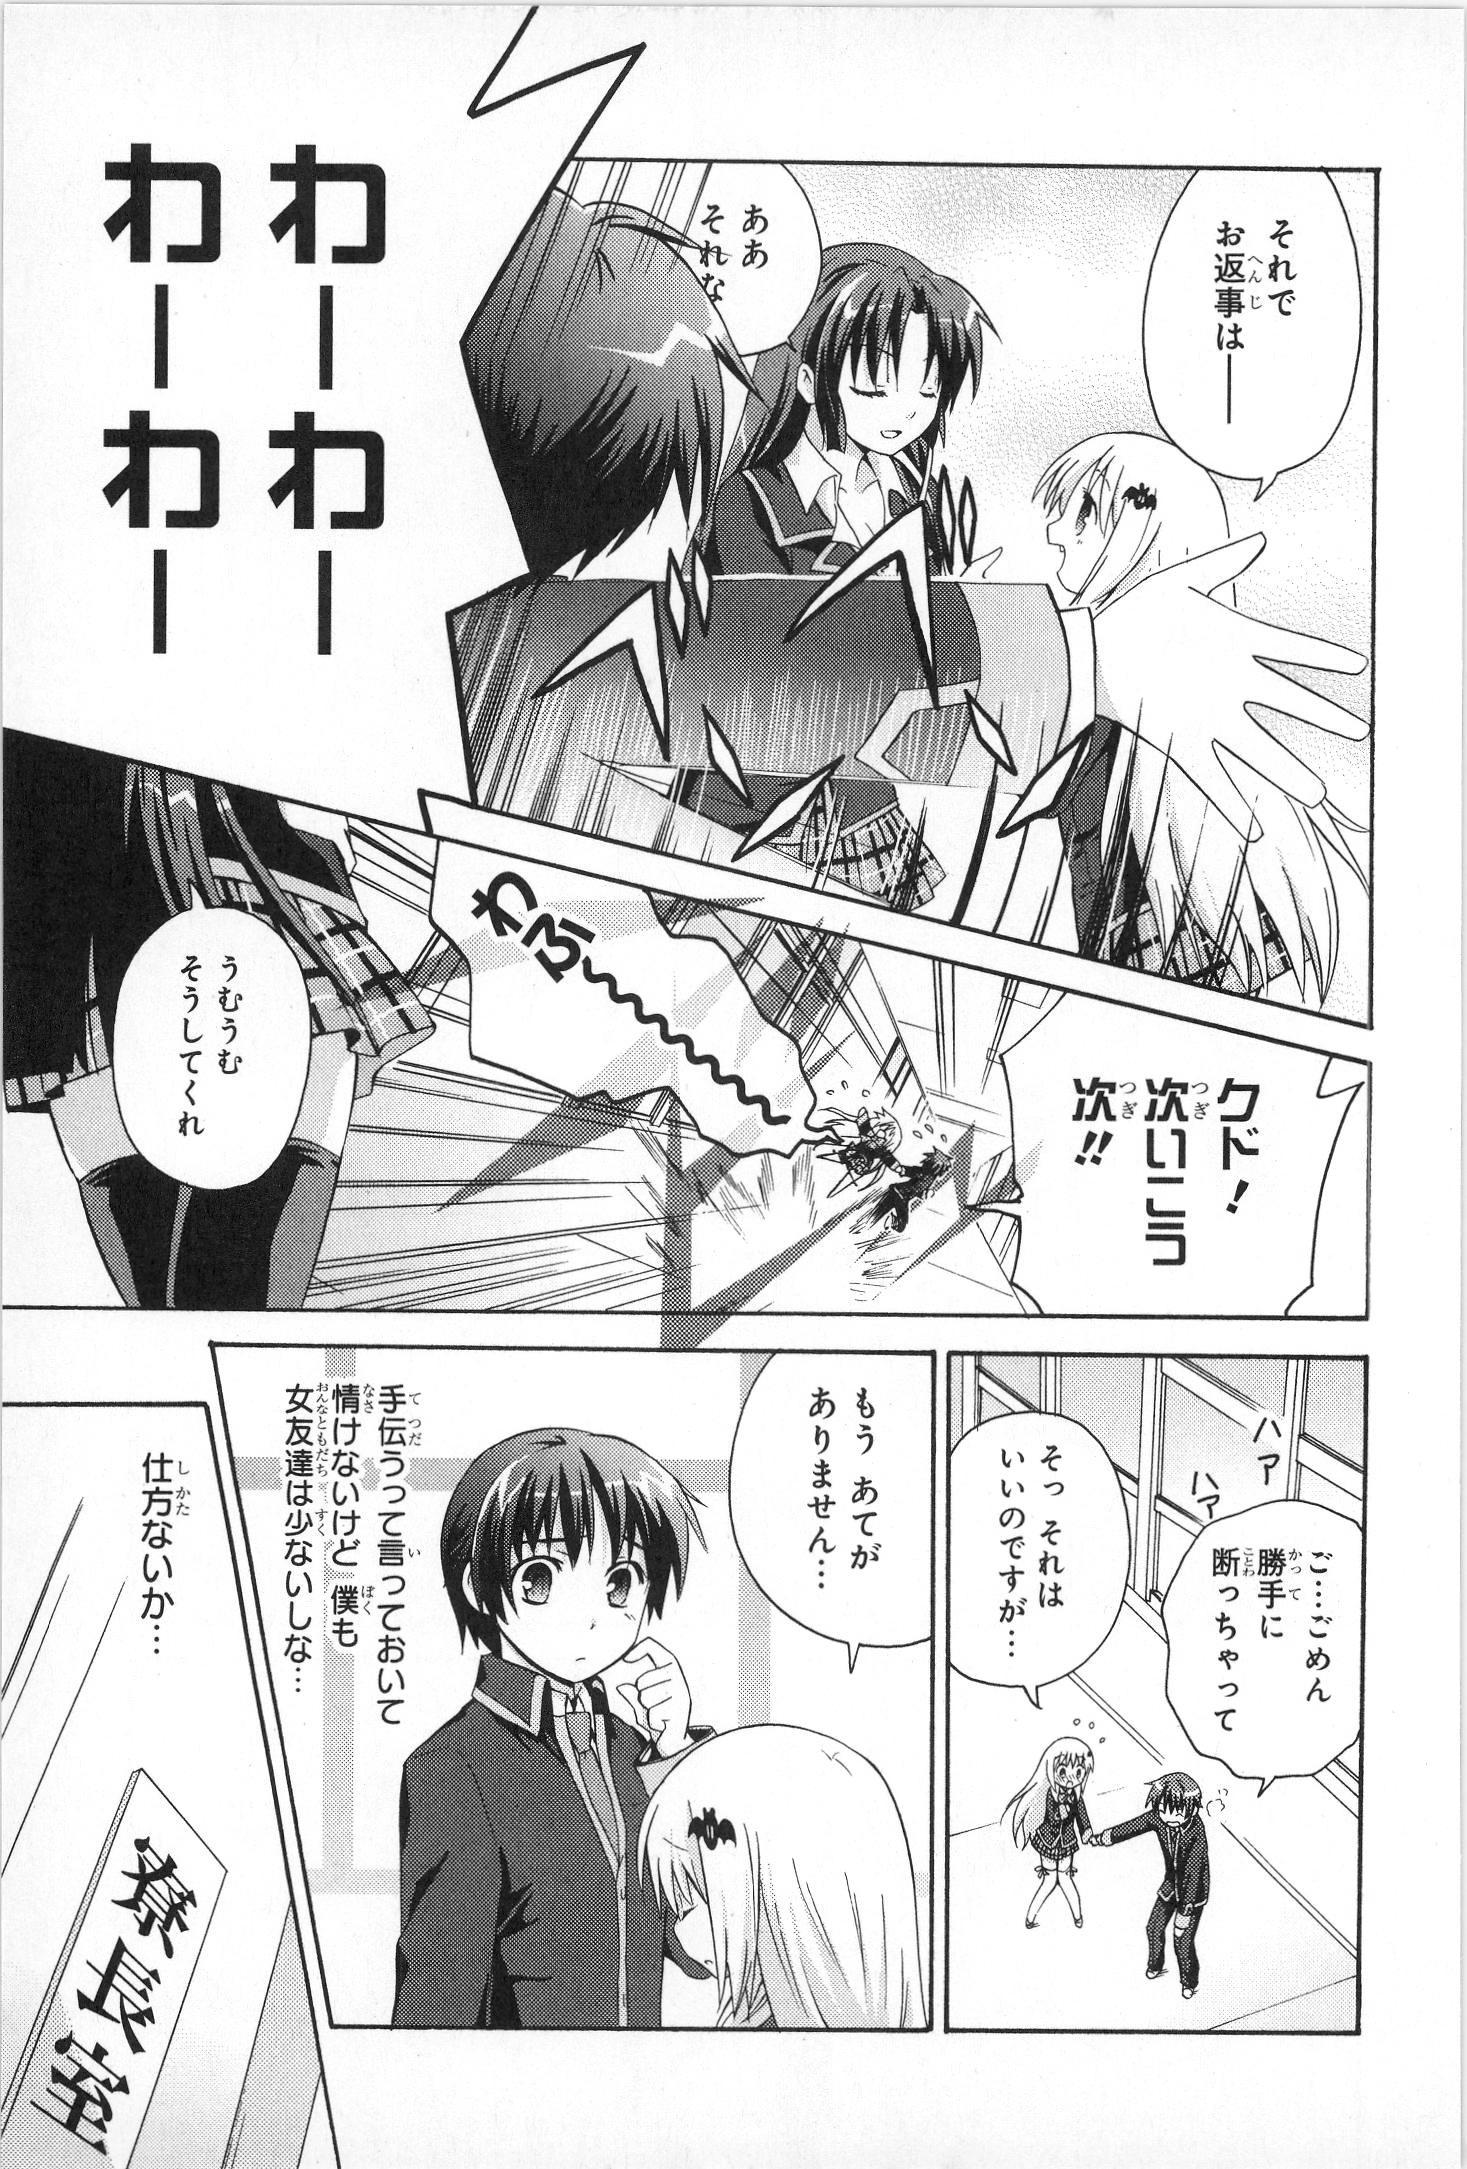 それで
お返事は――
ああ
それな
わーわー
わーわー
クド！
次いこう
次!!
わふ〜〜〜〜
うむうむ
そうしてくれ
ハァ
ハァ
ご…ごめん
勝手に
断っちゃって
そっ それは
いいのですが…
もう あてが
ありません…
手伝うって言っておいて
情けないけど 僕も
女友達は少ないしな…
仕方ないか…
寮長室